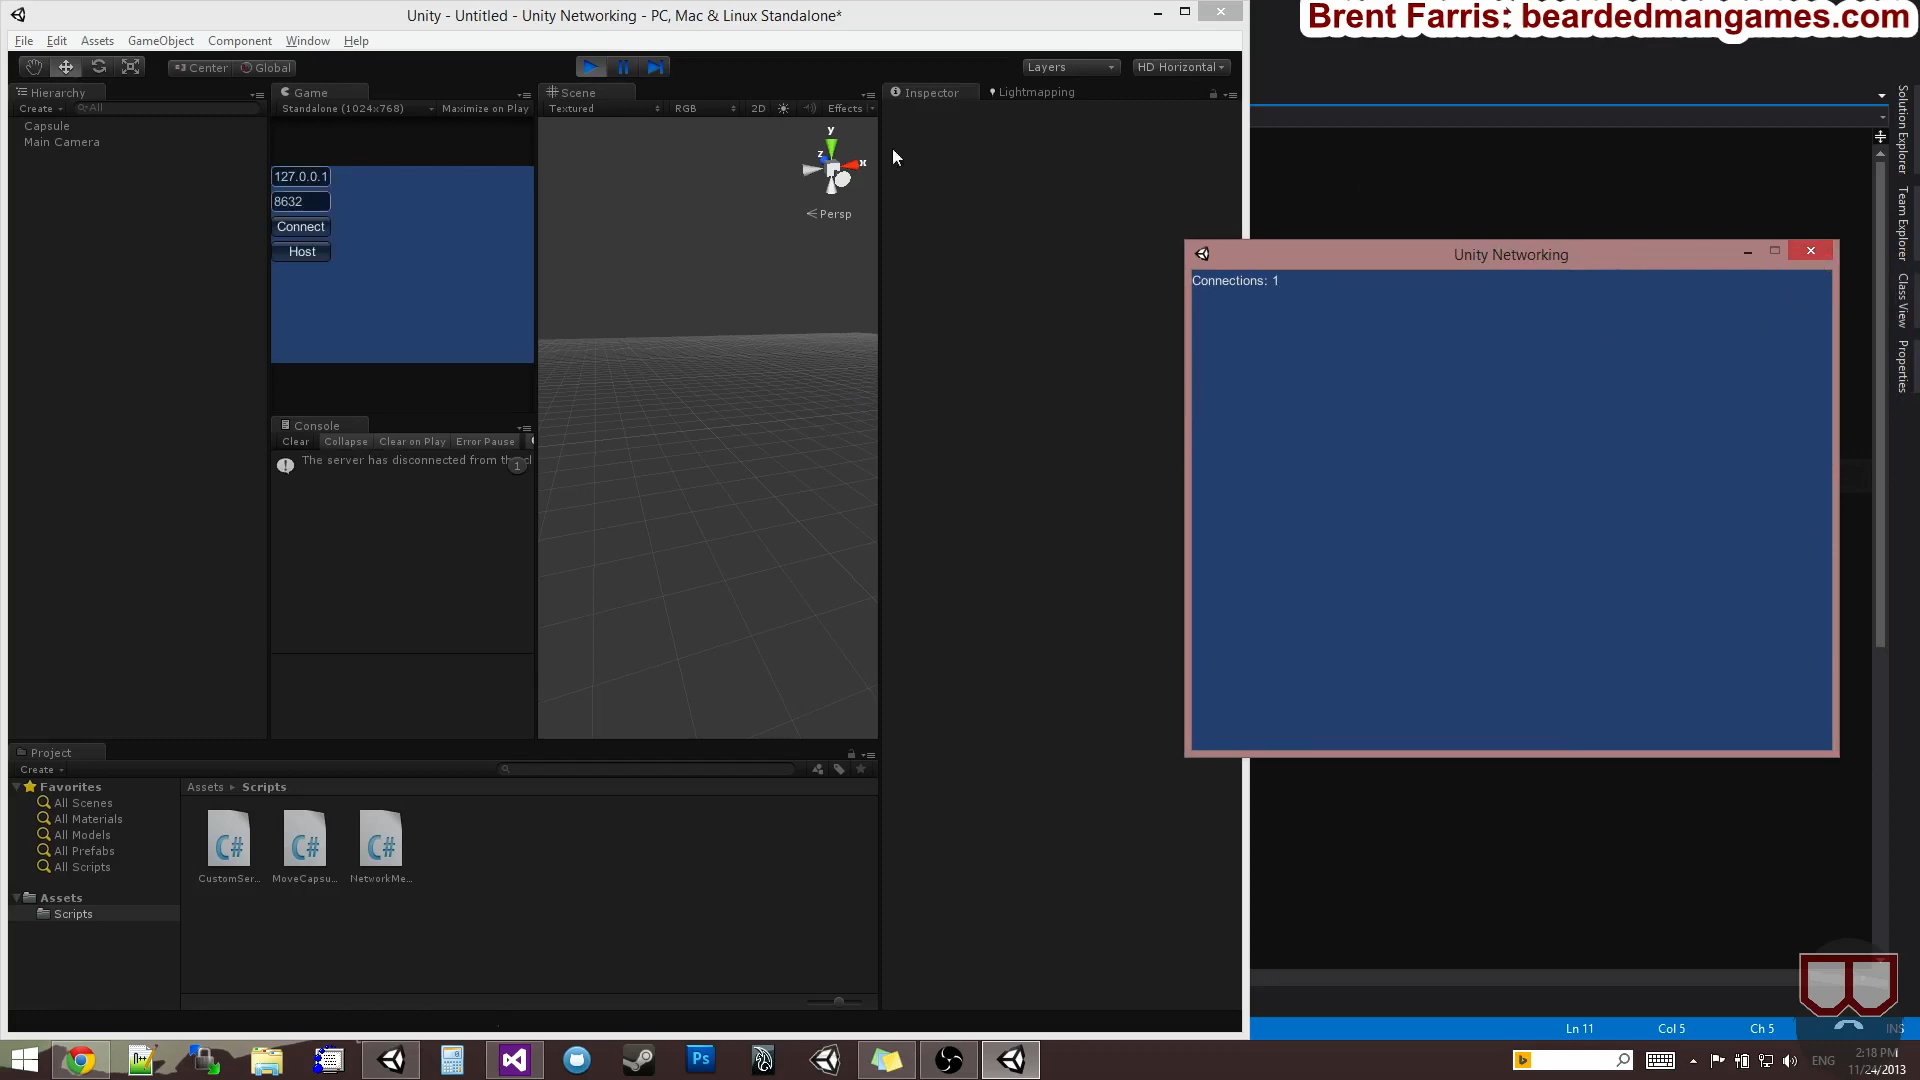 Unity - Untitled - Unity Networking - PC, Mac & Linux Standalone*
Brent Farris: beardedmangames.com
File Edit Assets GameObject Component Window Help
Center Global
Layers
HD Horizontal
Hierarchy
Create
All
Capsule
Main Camera
Game
Standalone (1024x768)
Maximize on Play
127.0.0.1
8632
Connect
Host
Console
Clear Collapse Clear on Play Error Pause
The server has disconnected from the
1
Scene
Textured
RGB
2D
Effects
y
z
x
Persp
Inspector
Lightmapping
Unity Networking
Connections: 1
Solution Explorer
Team Explorer
Class View
Properties
Project
Create
Favorites
All Scenes
All Materials
All Models
All Prefabs
All Scripts
Assets
Scripts
Assets Scripts
C#
C#
C#
CustomSer...
MoveCapsu...
NetworkMe...
Ln 11
Col 5
Ch 5
INS
Ps
ENG
2:18 PM
11/24/2013